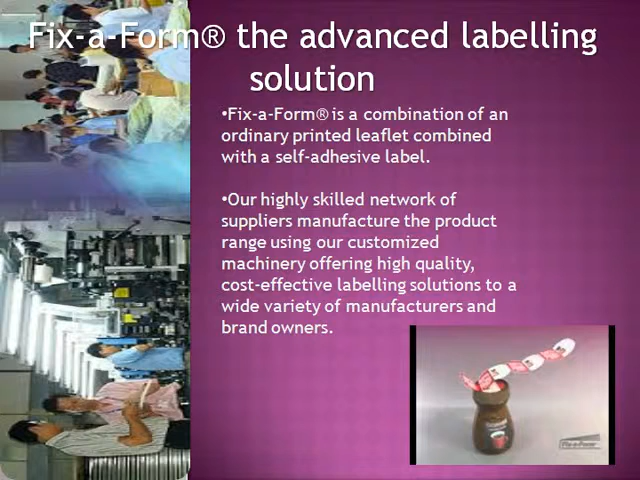 Fix-a-Form® the advanced labelling
solution
•Fix-a-Form® is a combination of an
ordinary printed leaflet combined
with a self-adhesive label.
•Our highly skilled network of
suppliers manufacture the product
range using our customized
machinery offering high quality,
cost-effective labelling solutions to a
wide variety of manufacturers and
brand owners.
Fix-a-Form